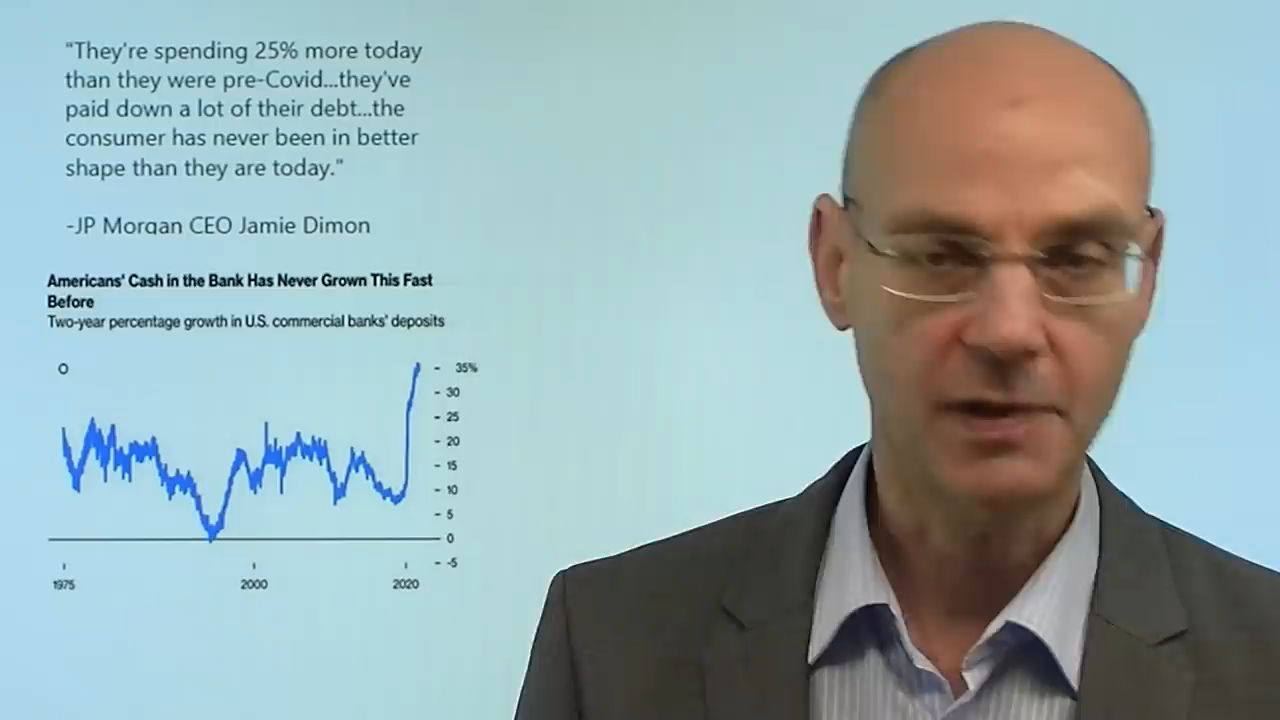 "They're spending 25% more today
than they were pre-Covid...they've
paid down a lot of their debt...the
consumer has never been in better
shape than they are today."
-JP Morgan CEO Jamie Dimon
Americans' Cash in the Bank Has Never Grown This Fast
Before
Two-year percentage growth in U.S. commercial banks' deposits
- 35%
- 30
- 25
- 20
- 15
- 10
- 5
0
- -5
1975 2000 2020